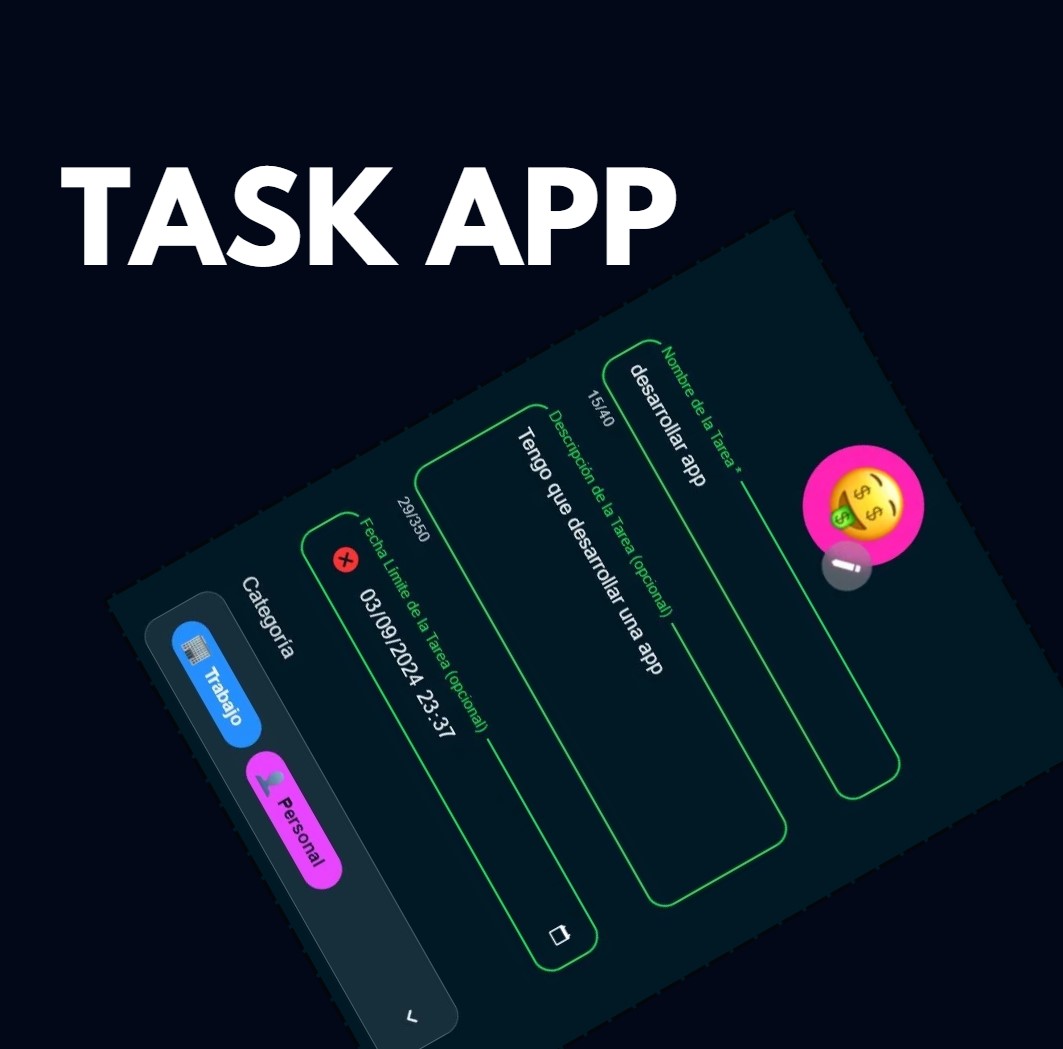 TASK APP
Nombre de la Tarea *
desarrollar app
15/40
Descripción de la Tarea (opcional)
Tengo que desarrollar una app
29/350
Fecha Límite de la Tarea (opcional)
03/09/2024 23:37
Categoría
Trabajo
Personal